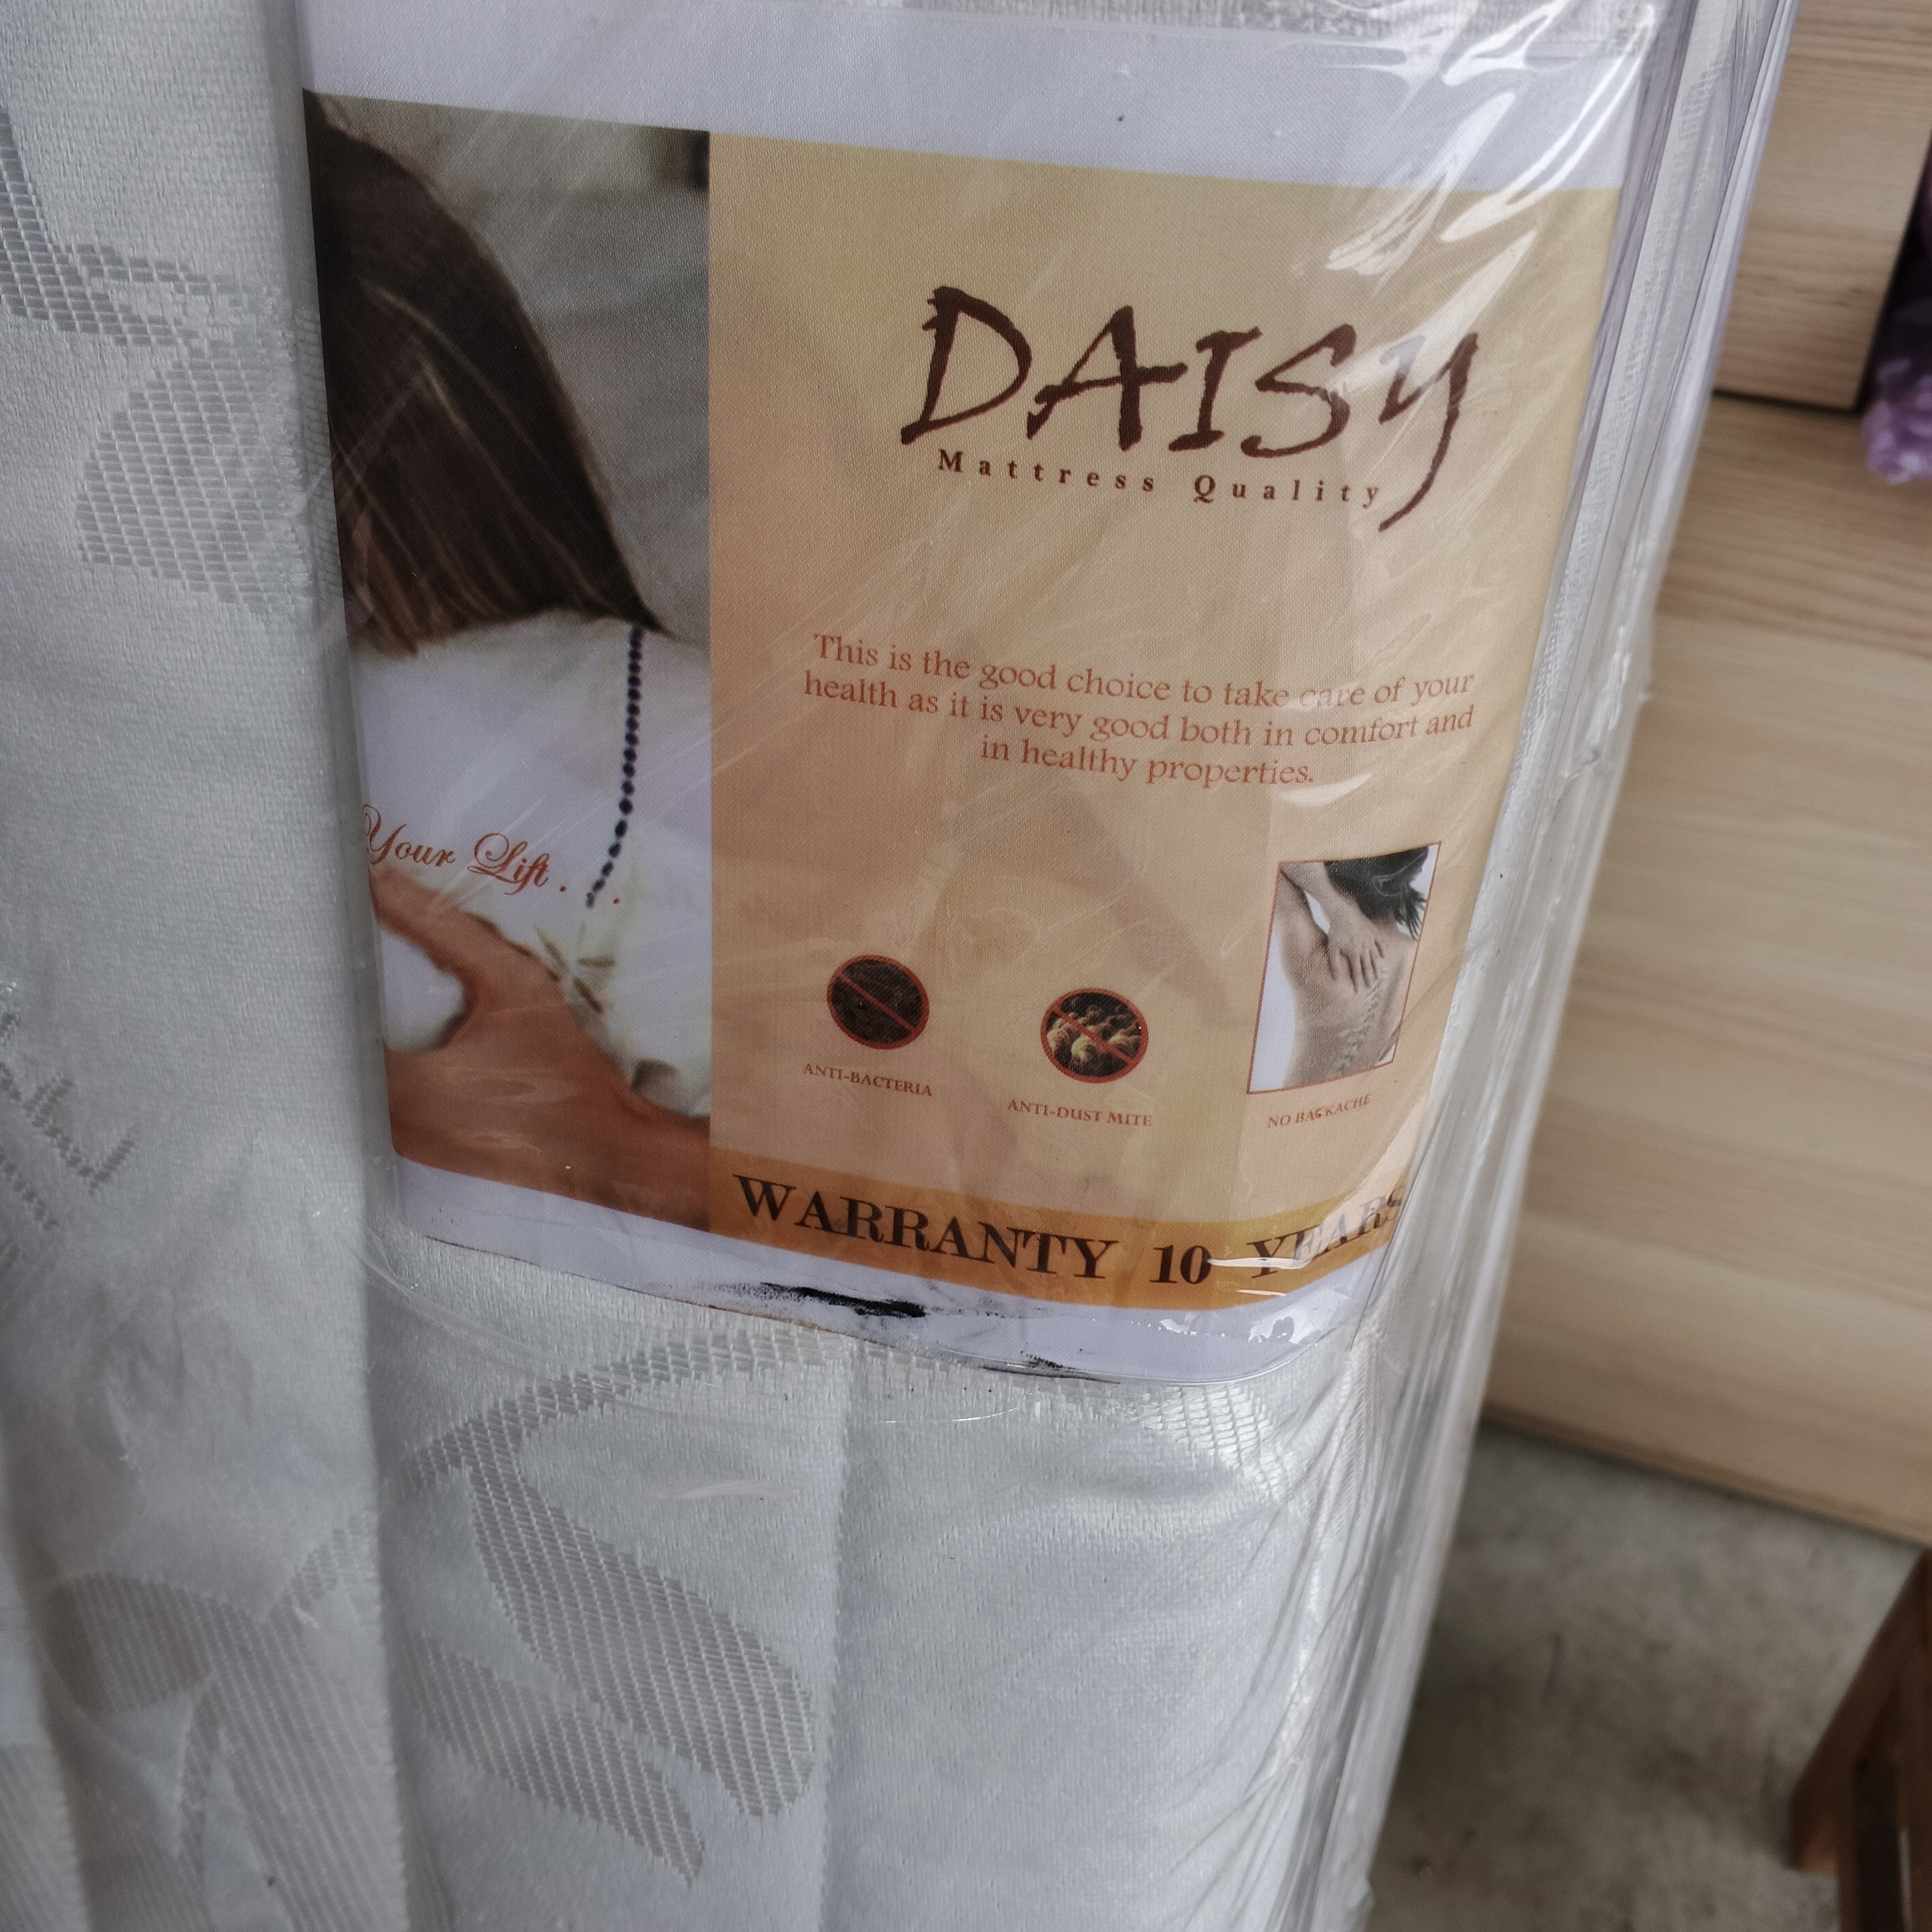 DAISY
Mattress Quality
This is the good choice to take care of your
health as it is very good both in comfort and
in healthy properties.
Your Lift . . .
ANTI-BACTERIA
ANTI-DUST MITE
NO BACKACHE
WARRANTY 10 YEARS